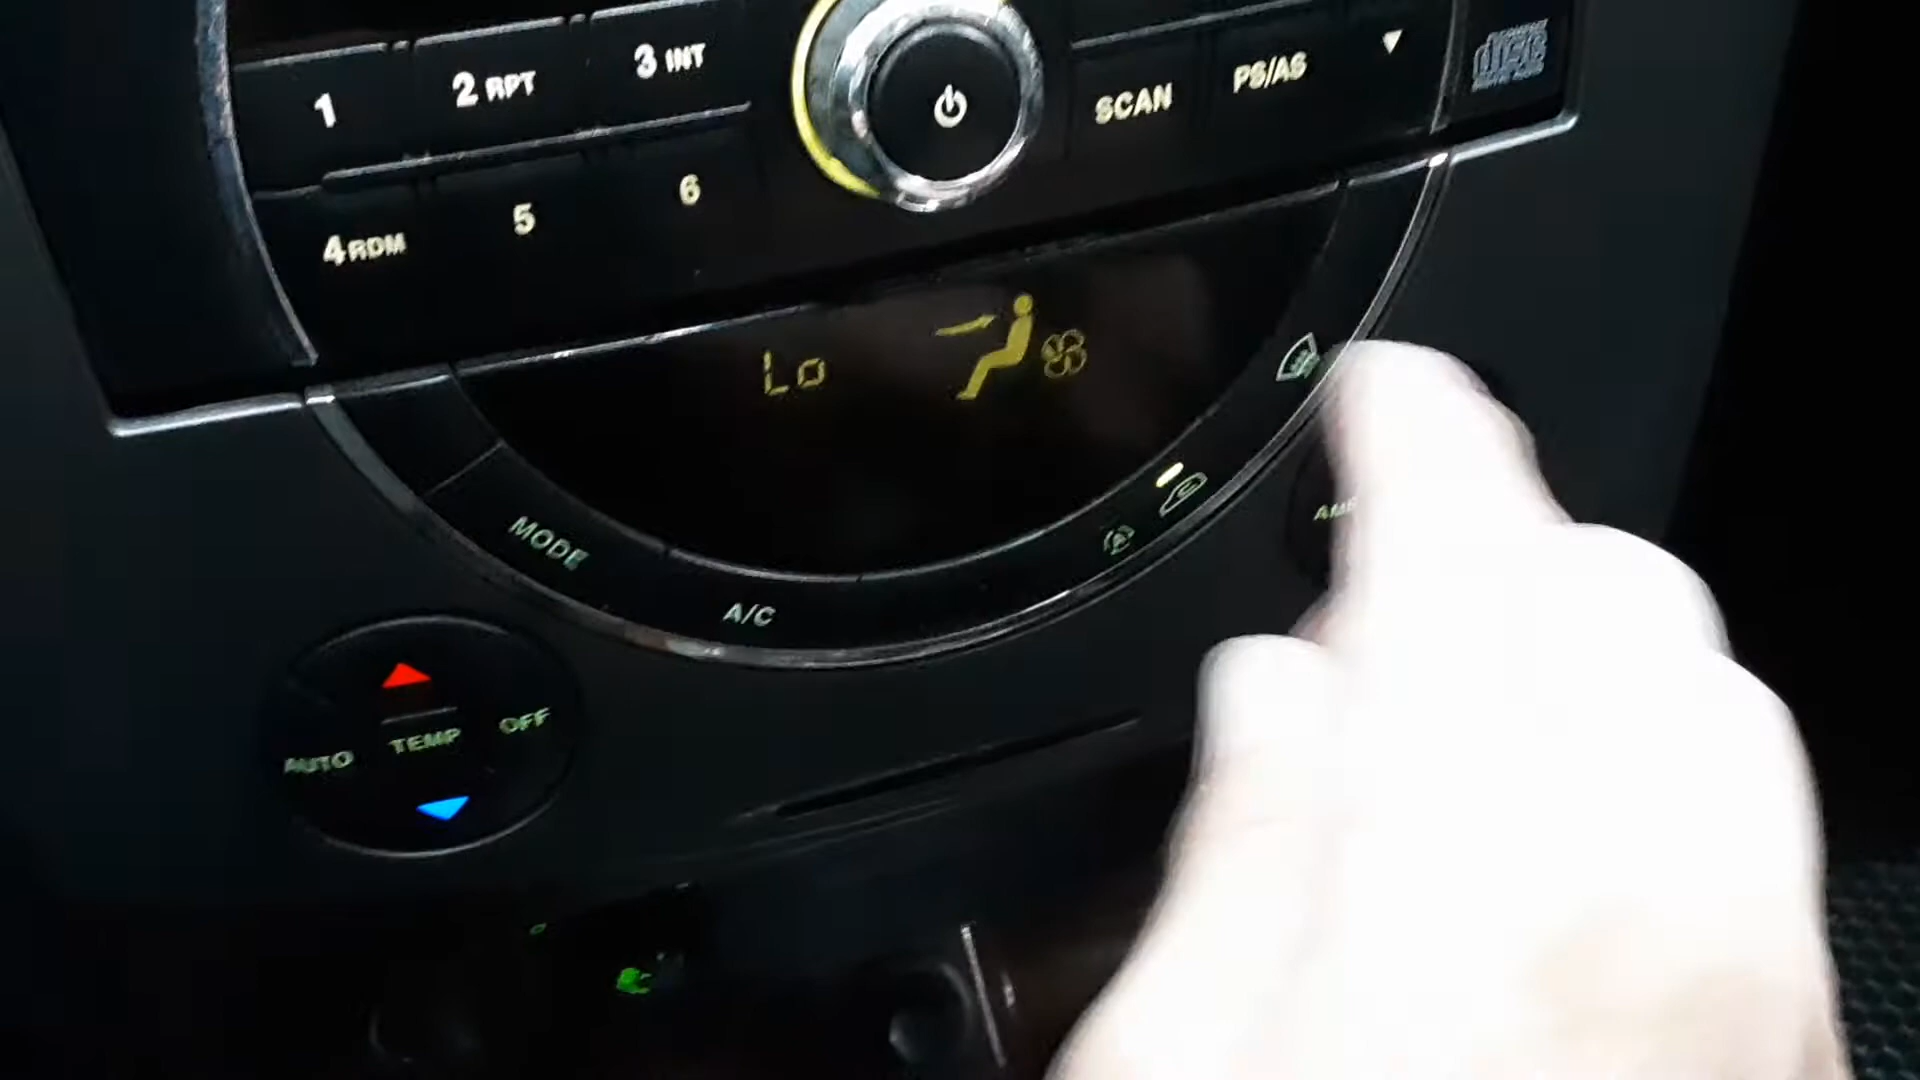 1
2 RPT
3 INT
SCAN
PS/AS
4 RDM
5
6
Lo
MODE
A/C
AUTO
TEMP
OFF